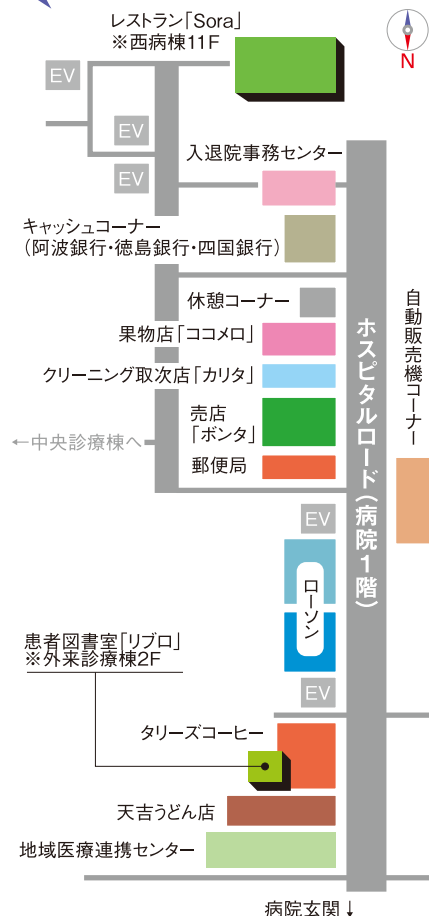 レストラン「Sora」
※西病棟11F
N
EV
EV
EV
入退院事務センター
キャッシュコーナー
(阿波銀行・徳島銀行・四国銀行)
休憩コーナー
果物店「ココメロ」
クリーニング取次店「カリタ」
売店
「ボンタ」
←中央診療棟へ
郵便局
自動販売機コーナー
ホスピタルロード(病院1階)
EV
ローソン
EV
患者図書室「リブロ」
※外来診療棟2F
タリーズコーヒー
天吉うどん店
地域医療連携センター
病院玄関↓